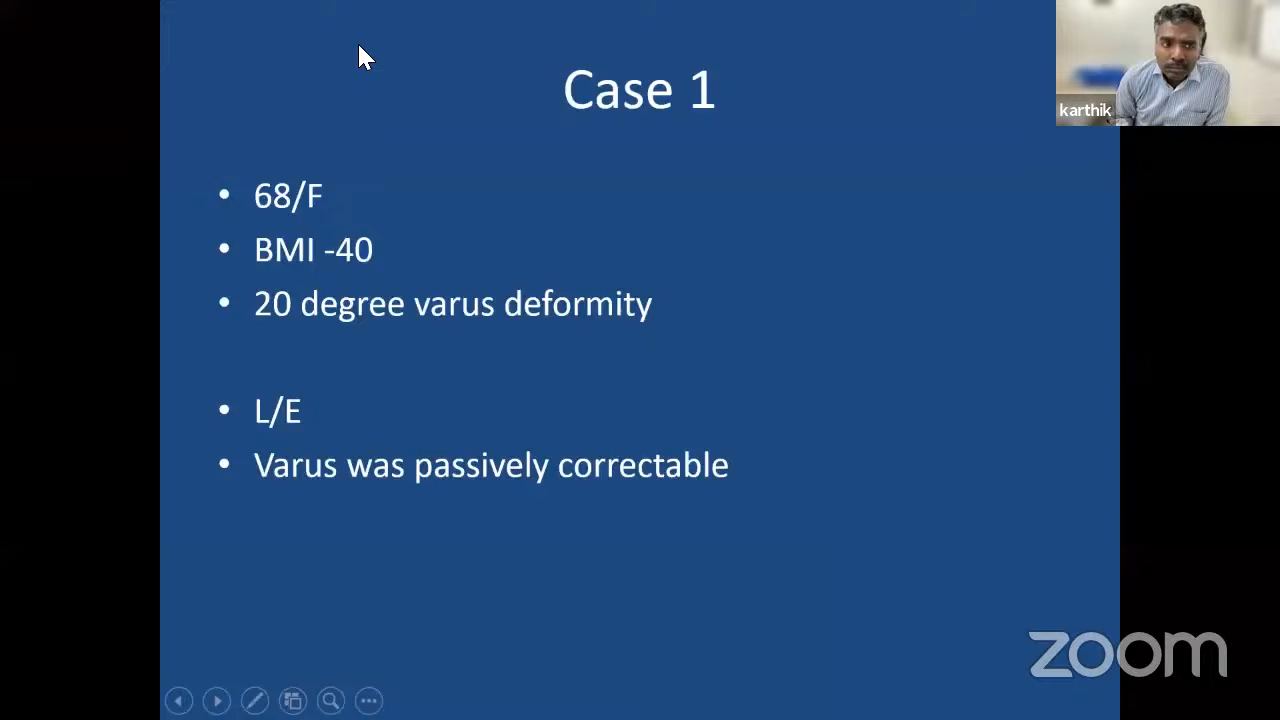 Case 1
karthik
• 68/F
• BMI -40
• 20 degree varus deformity
• L/E
• Varus was passively correctable
zoom